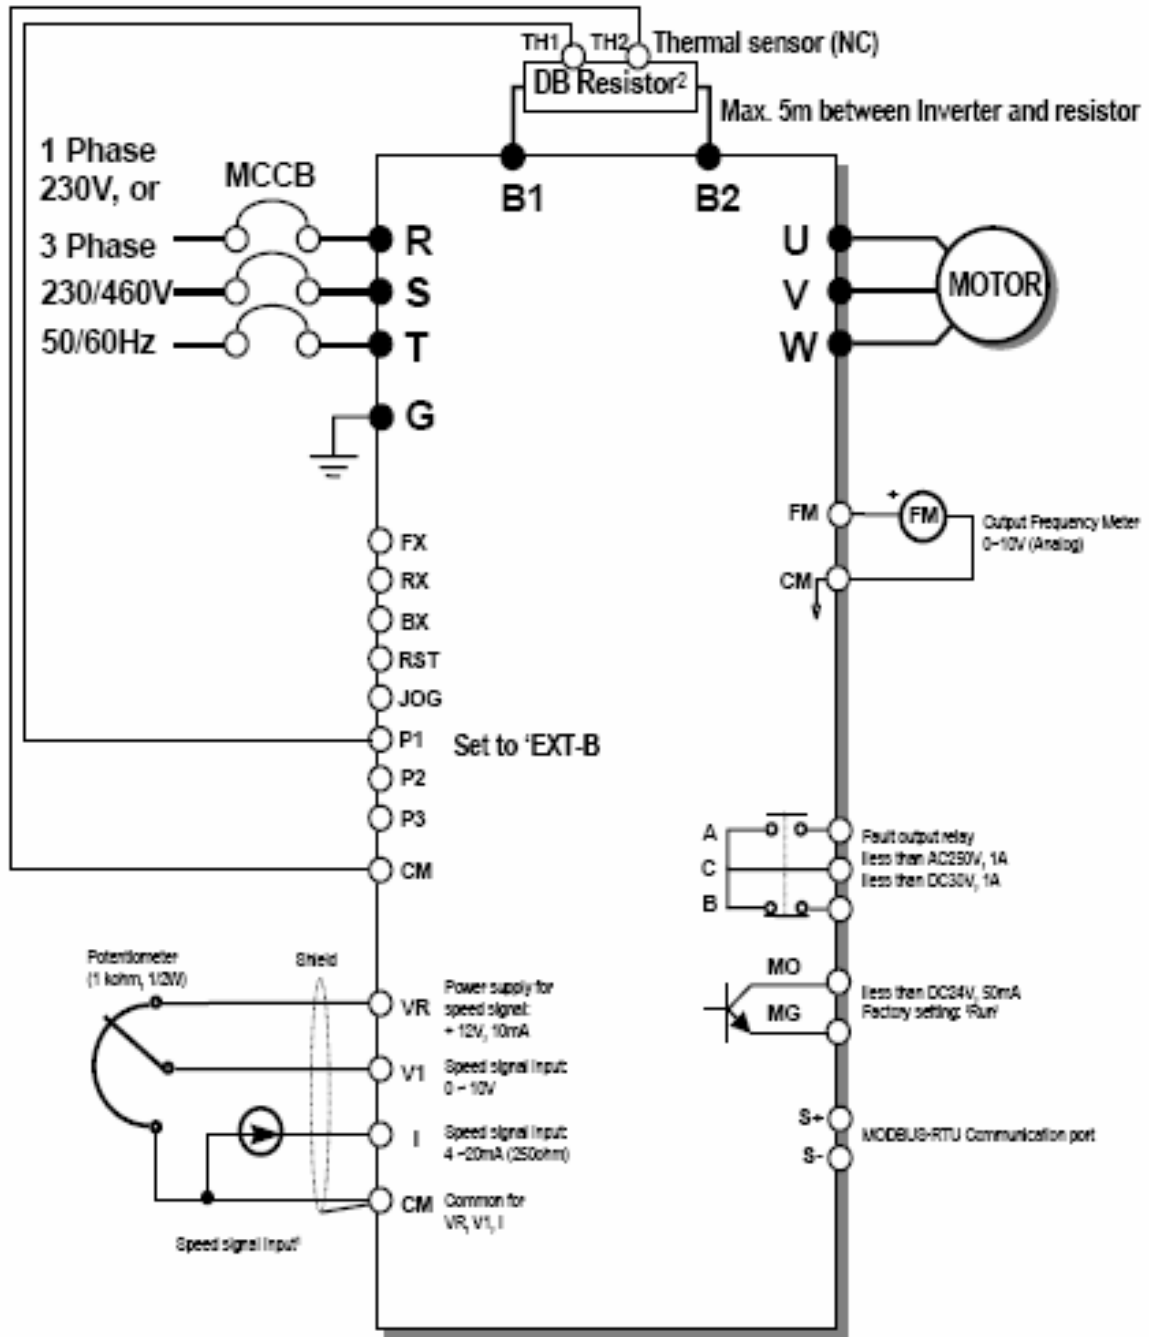 TH1 TH2 Thermal sensor (NC)
DB Resistor²
Max. 5m between Inverter and resistor
1 Phase
230V, or
MCCB
B1 B2
3 Phase
230/460V
50/60Hz
R
S
T
G
U
V
W
MOTOR
FX
RX
BX
RST
JOG
P1 Set to ‘EXT-B
P2
P3
CM
FM + FM
Output Frequency Meter
0~10V (Analog)
CM
A
C
B
Fault output relay
less than AC250V, 1A
less than DC30V, 1A
MO
MG
less than DC24V, 50mA
Factory setting: 'Run'
S+
S-
MODBUS-RTU Communication port
Potentiometer
(1 kohm, 1/2W)
Shield
VR
Power supply for
speed signal:
+ 12V, 10mA
V1
Speed signal input:
0 ~ 10V
I
Speed signal input:
4 ~20mA (250ohm)
CM
Common for
VR, V1, I
Speed signal input